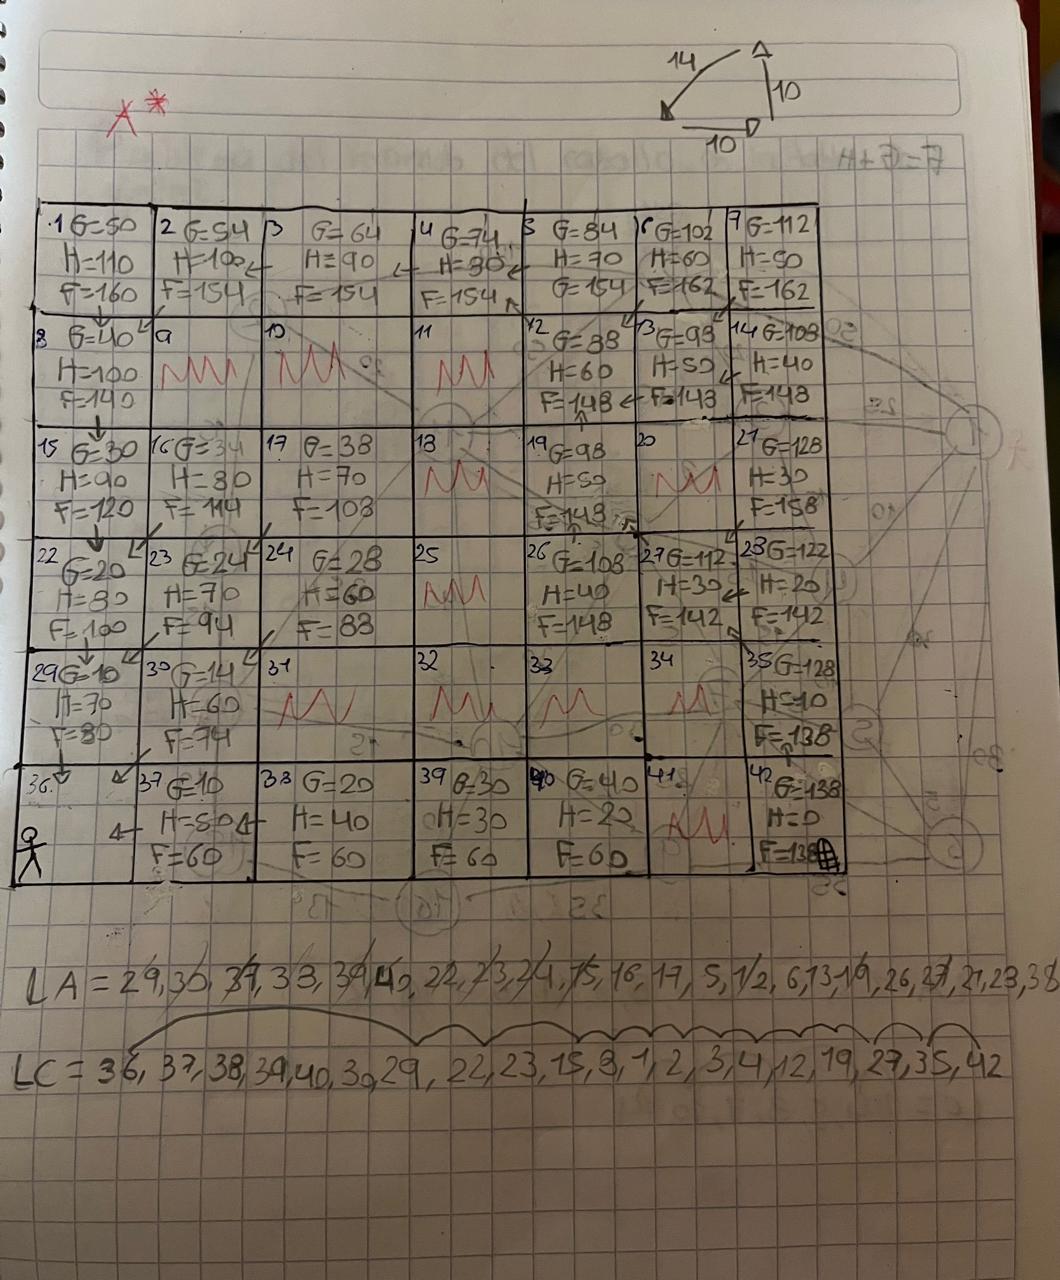 14
10
10
A*
F=G+H
1 G=50 2 G=54 3 G=64 4 G=74 5 G=84 6 G=102 7 G=112
H=110 H=100 H=90 H=80 H=70 H=60 H=50
F=160 F=154 F=154 F=154 G=154 F=162 F=162
8 G=40 9 10 11 12 G=88 13 G=98 14 G=108
H=100 H=60 H=50 H=40
F=140 F=148 F=148 F=148
15 G=30 16 G=34 17 G=38 18 19 G=98 20 21 G=128
H=90 H=80 H=70 H=50 H=30
F=120 F=114 F=108 F=148 F=158
22 G=20 23 G=24 24 G=28 25 26 G=108 27 G=112 28 G=122
H=80 H=70 H=60 H=40 H=30 H=20
F=100 F=94 F=88 F=148 F=142 F=142
29 G=10 30 G=14 31 32 33 34 35 G=128
H=70 H=60 H=10
F=80 F=74 F=138
36 37 G=10 38 G=20 39 G=30 40 G=40 41 42 G=138
H=50 H=40 H=30 H=20 H=0
F=60 F=60 F=60 F=60 F=138
LA = 29, 30, 37, 38, 39, 40, 22, 23, 24, 15, 16, 17, 5, 12, 6, 13, 19, 26, 27, 21, 28, 38
LC = 36, 37, 38, 39, 40, 30, 29, 22, 23, 15, 8, 1, 2, 3, 4, 12, 19, 27, 35, 42